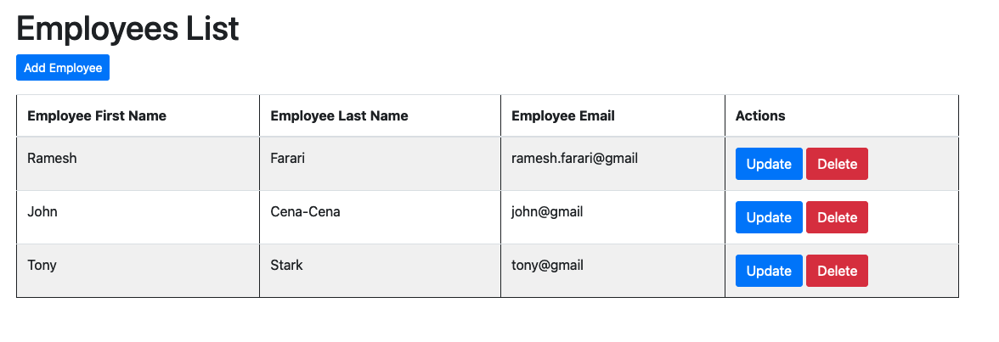 Employees List
Add Employee
Employee First Name Employee Last Name Employee Email Actions
Ramesh Farari ramesh.farari@gmail Update Delete
John Cena-Cena john@gmail Update Delete
Tony Stark tony@gmail Update Delete